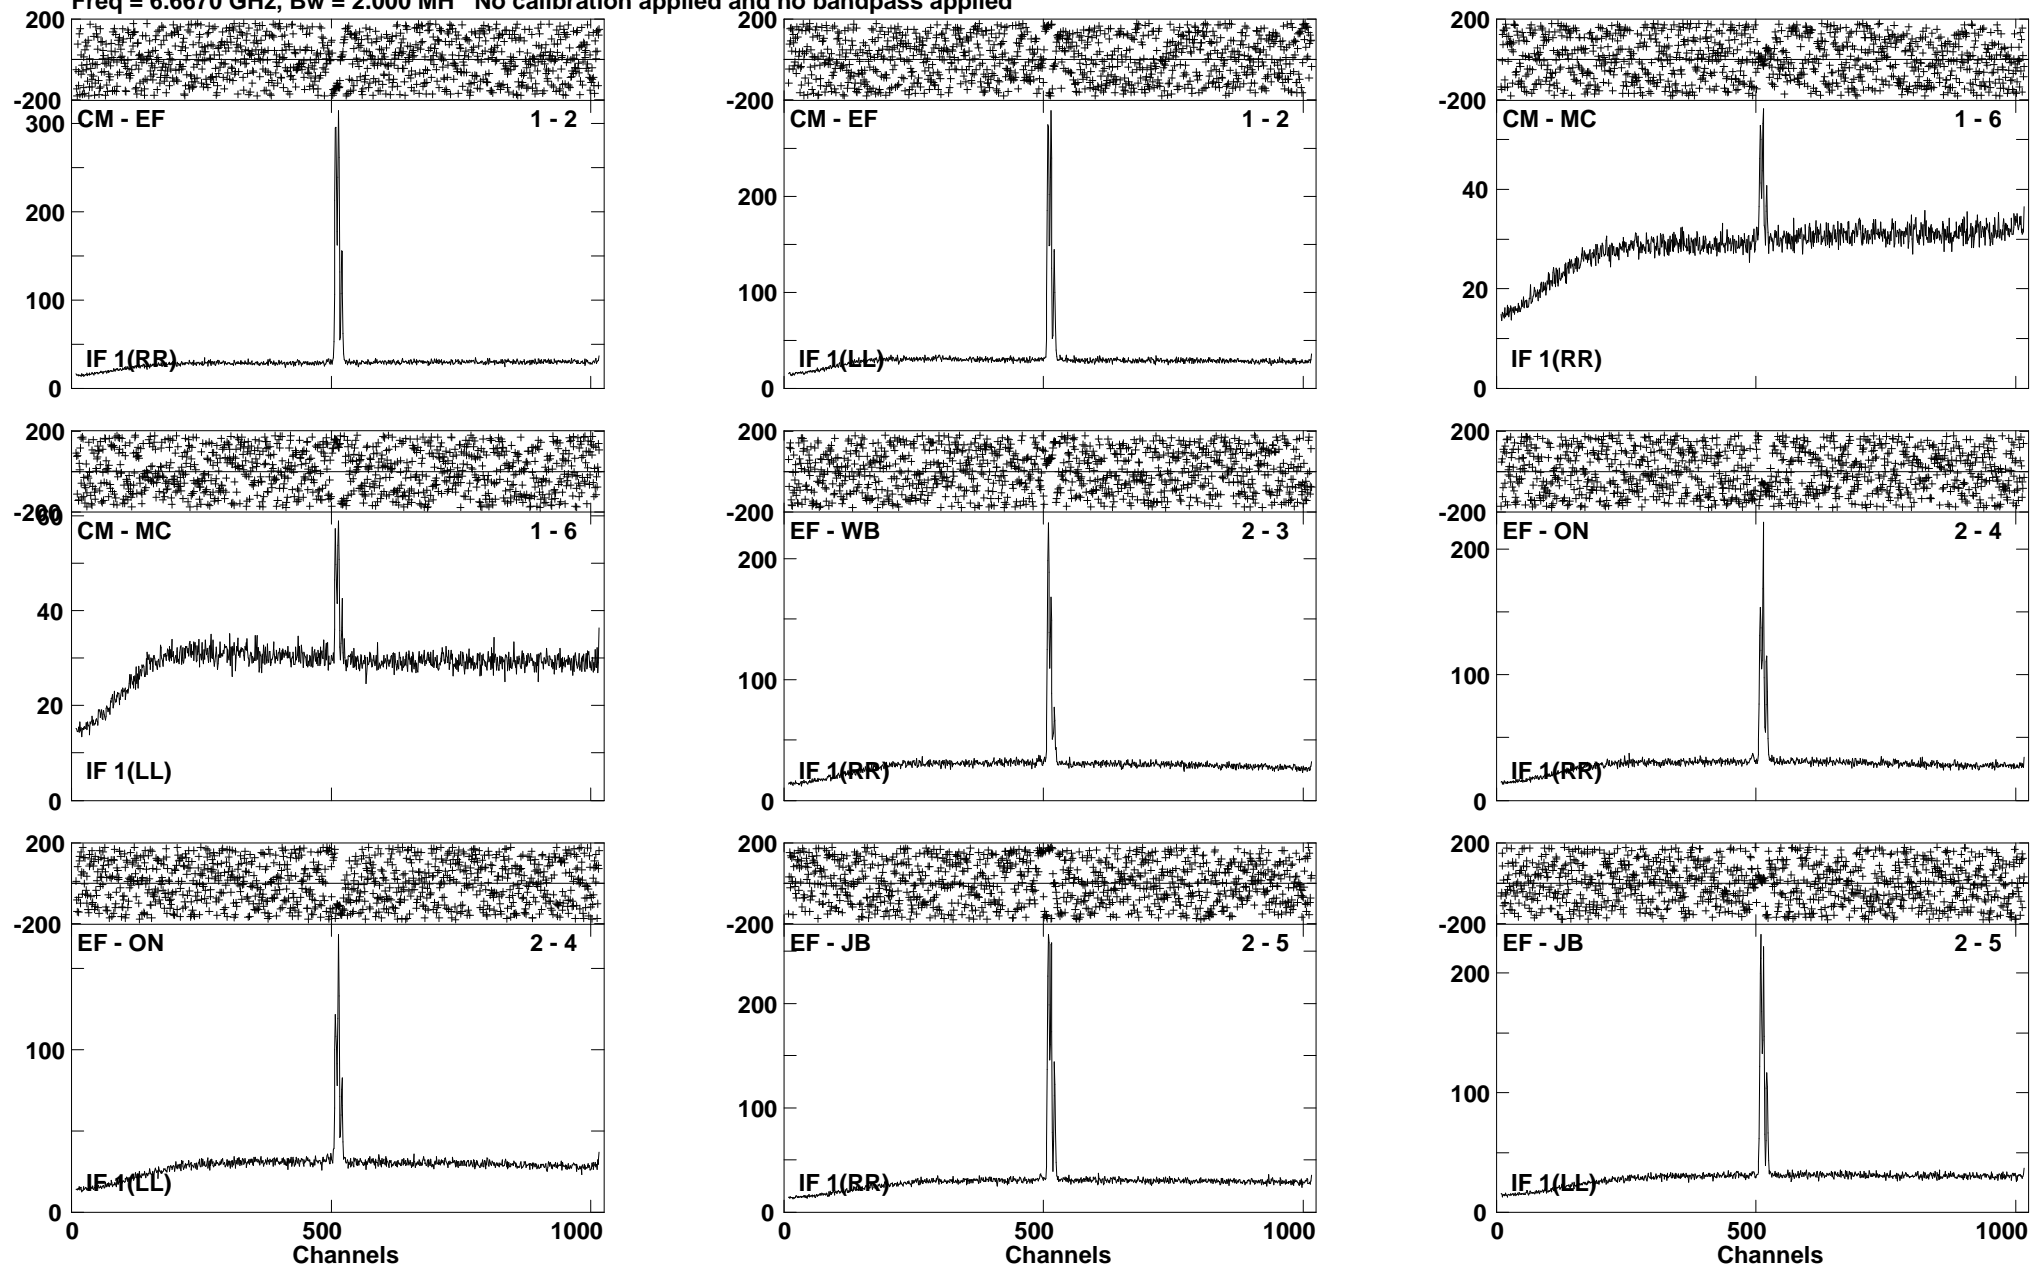 Freq = 6.6670 GHz, Bw = 2.000 MH No calibration applied and no bandpass applied
200
-200
300
200
100
0
CM - EF 1 - 2
IF 1(RR)
200
-200
200
100
0
CM - EF 1 - 2
IF 1(LL)
200
-200
40
20
0
CM - MC 1 - 6
IF 1(RR)
200
-200
60
40
20
0
CM - MC 1 - 6
IF 1(LL)
200
-200
200
100
0
EF - WB 2 - 3
IF 1(RR)
200
-200
200
100
0
EF - ON 2 - 4
IF 1(RR)
200
-200
100
0
EF - ON 2 - 4
IF 1(LL)
0 500 1000
Channels
200
-200
200
100
0
EF - JB 2 - 5
IF 1(RR)
0 500 1000
Channels
200
-200
200
100
0
EF - JB 2 - 5
IF 1(LL)
0 500 1000
Channels